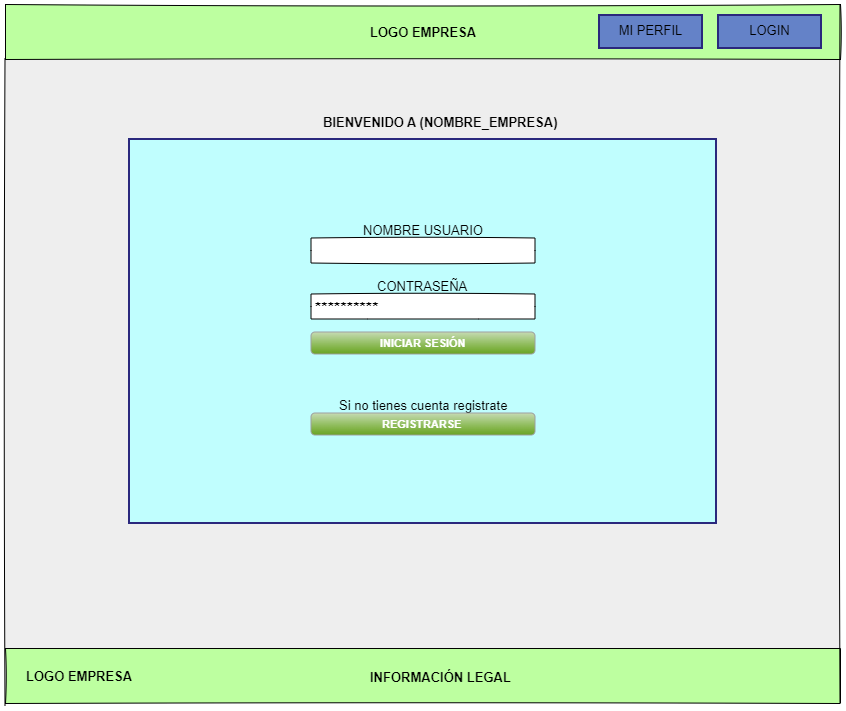 LOGO EMPRESA
MI PERFIL
LOGIN
BIENVENIDO A (NOMBRE_EMPRESA)
NOMBRE USUARIO
CONTRASEÑA
**********
INICIAR SESIÓN
Si no tienes cuenta registrate
REGISTRARSE
LOGO EMPRESA
INFORMACIÓN LEGAL